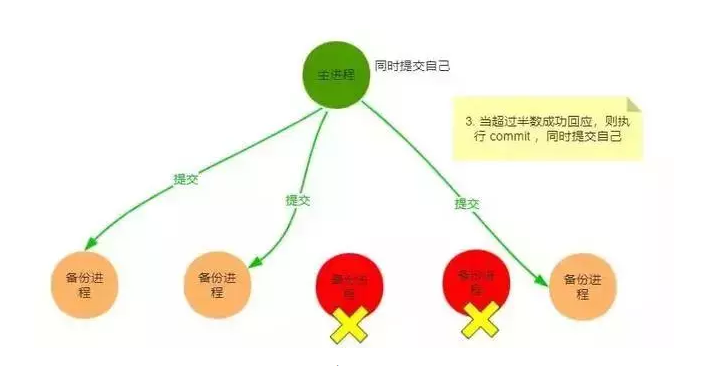 主进程
同时提交自己
3. 当超过半数成功回应，则执
行 commit ，同时提交自己
提交
提交
提交
备份进
程
备份进
程
备份进
程
备份进
程
备份进
程